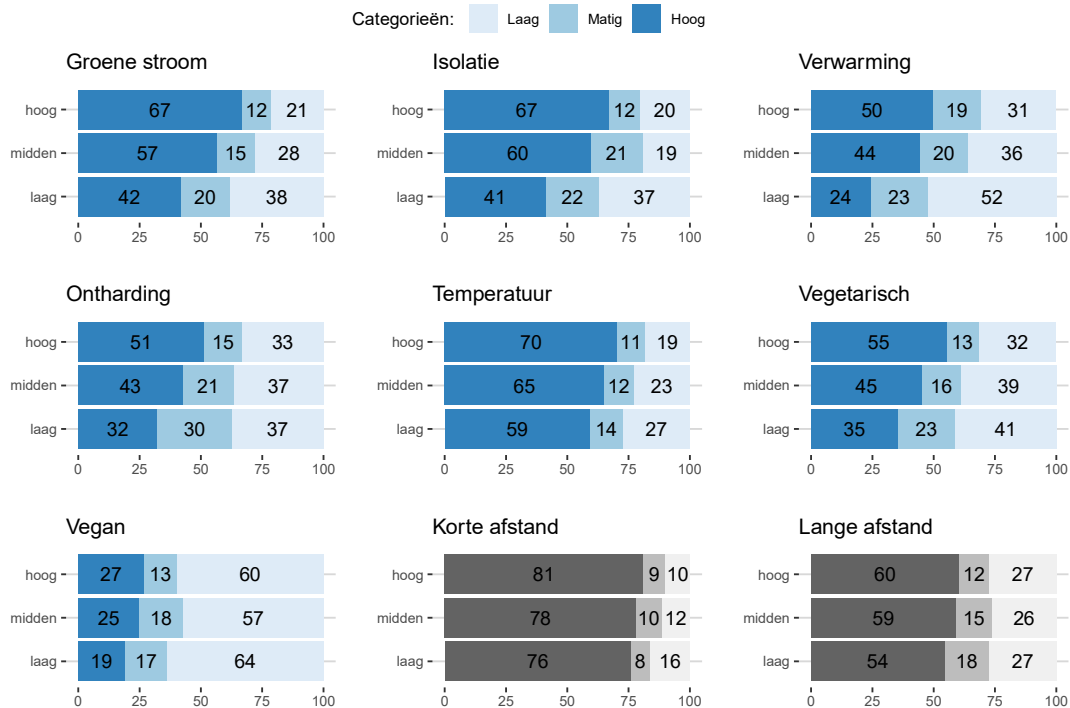 Categorieën: Laag Matig Hoog
Groene stroom
hoog 67 12 21
midden 57 15 28
laag 42 20 38
0 25 50 75 100
Isolatie
hoog 67 12 20
midden 60 21 19
laag 41 22 37
0 25 50 75 100
Verwarming
hoog 50 19 31
midden 44 20 36
laag 24 23 52
0 25 50 75 100
Ontharding
hoog 51 15 33
midden 43 21 37
laag 32 30 37
0 25 50 75 100
Temperatuur
hoog 70 11 19
midden 65 12 23
laag 59 14 27
0 25 50 75 100
Vegetarisch
hoog 55 13 32
midden 45 16 39
laag 35 23 41
0 25 50 75 100
Vegan
hoog 27 13 60
midden 25 18 57
laag 19 17 64
0 25 50 75 100
Korte afstand
hoog 81 9 10
midden 78 10 12
laag 76 8 16
0 25 50 75 100
Lange afstand
hoog 60 12 27
midden 59 15 26
laag 54 18 27
0 25 50 75 100